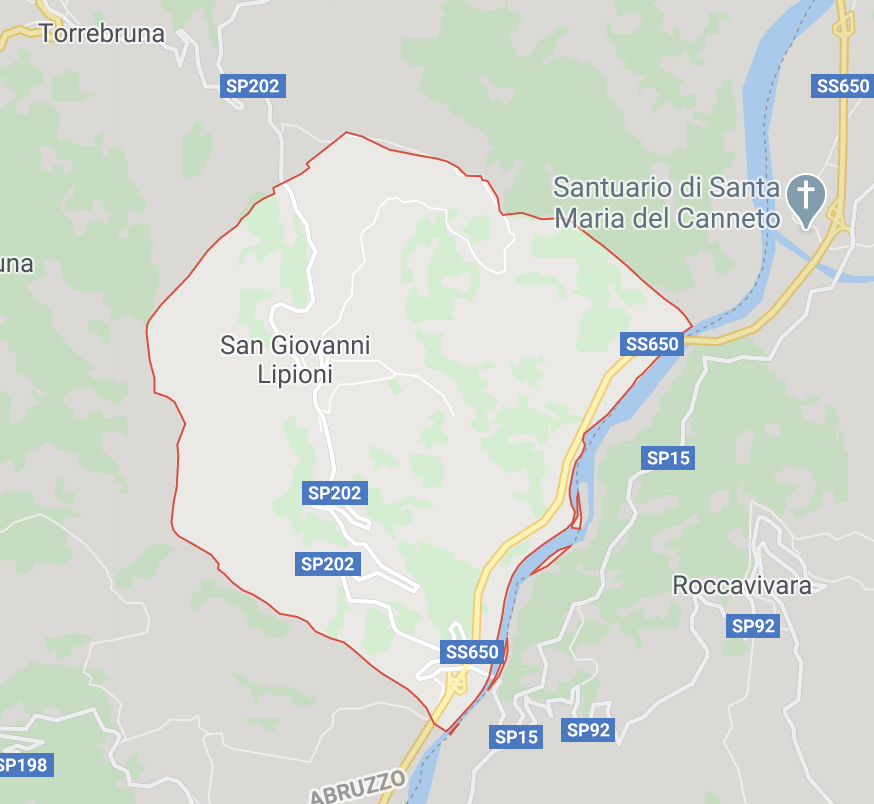 Torrebruna
SP202
SS650
Santuario di Santa
Maria del Canneto
una
San Giovanni
Lipioni
SS650
SP15
SP202
SP202
Roccavivara
SP92
SS650
SP92
SP15
SP198
ABRUZZO